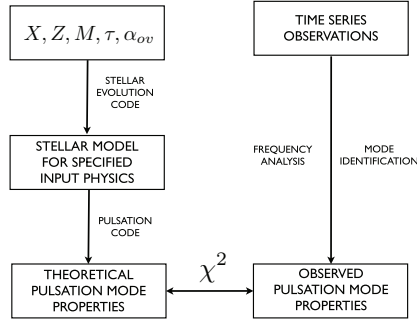 X, Z, M, τ, α_ov
STELLAR
EVOLUTION
CODE
STELLAR MODEL
FOR SPECIFIED
INPUT PHYSICS
PULSATION
CODE
THEORETICAL
PULSATION MODE
PROPERTIES
χ²
TIME SERIES
OBSERVATIONS
FREQUENCY
ANALYSIS
MODE
IDENTIFICATION
OBSERVED
PULSATION MODE
PROPERTIES